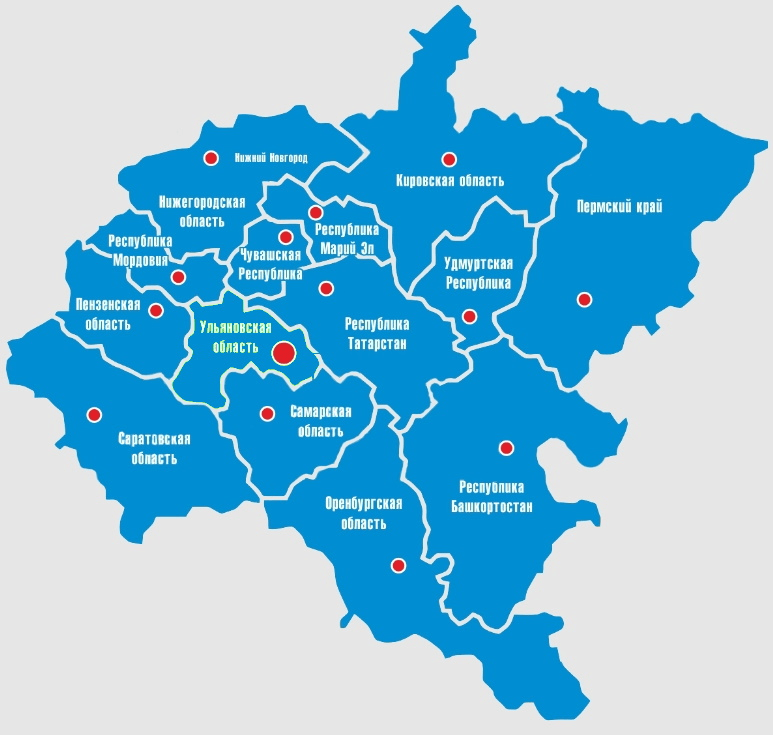 Нижний Новгород
Кировская область
Нижегородская
область
Пермский край
Республика
Марий Эл
Республика
Мордовия
Чувашская
Республика
Удмуртская
Республика
Пензенская
область
Ульяновская
область
Республика
Татарстан
Самарская
область
Саратовская
область
Оренбургская
область
Республика
Башкортостан